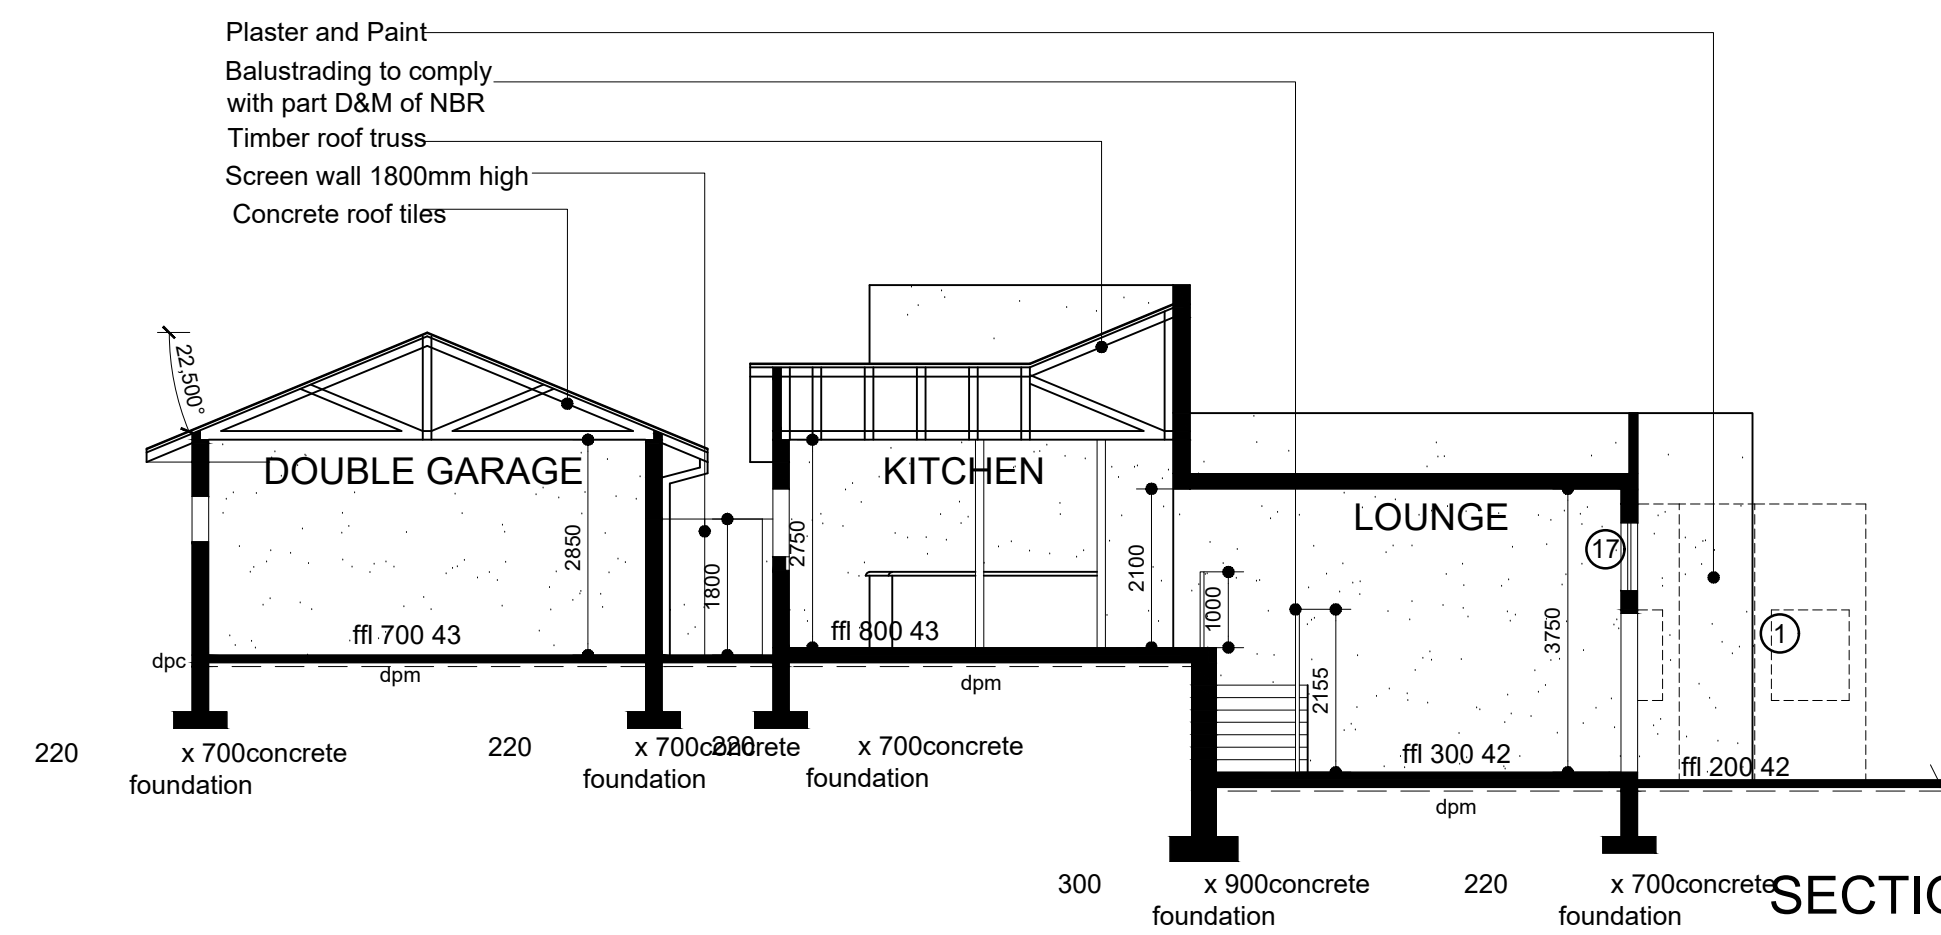 Plaster and Paint
Balustrading to comply
with part D&M of NBR
Timber roof truss
Screen wall 1800mm high
Concrete roof tiles
22,500°
DOUBLE GARAGE
KITCHEN
LOUNGE
17
2850
1800
2750
2100
1000
2155
3750
1
ffl 700 43
ffl 800 43
dpc
dpm
dpm
ffl 300 42
ffl 200 42
dpm
220 x 700concrete
foundation
220 x 700concrete
foundation
220 x 700concrete
foundation
300 x 900concrete
foundation
220 x 700concrete
foundation
SECTIO